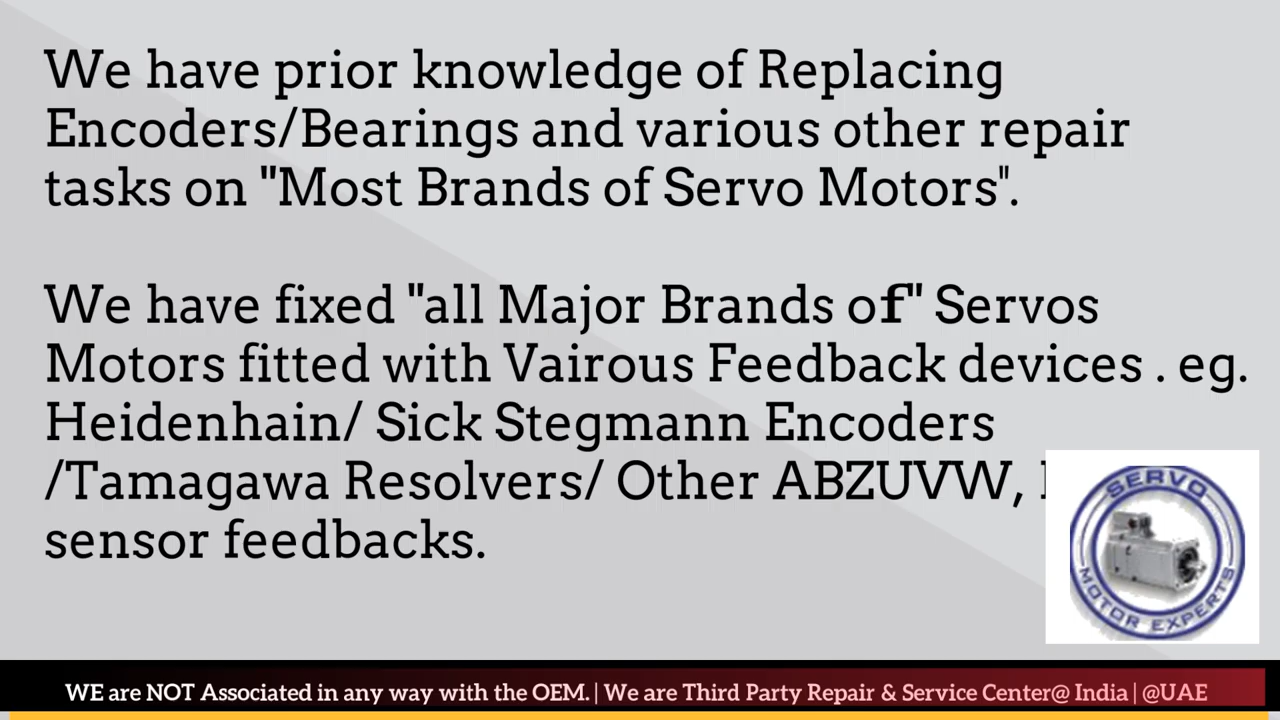 We have prior knowledge of Replacing
Encoders/Bearings and various other repair
tasks on "Most Brands of Servo Motors".
We have fixed "all Major Brands of" Servos
Motors fitted with Vairous Feedback devices . eg.
Heidenhain/ Sick Stegmann Encoders
/Tamagawa Resolvers/ Other ABZUVW,
sensor feedbacks.
SERVO
MOTOR EXPERTS
WE are NOT Associated in any way with the OEM. | We are Third Party Repair & Service Center@ India | @UAE